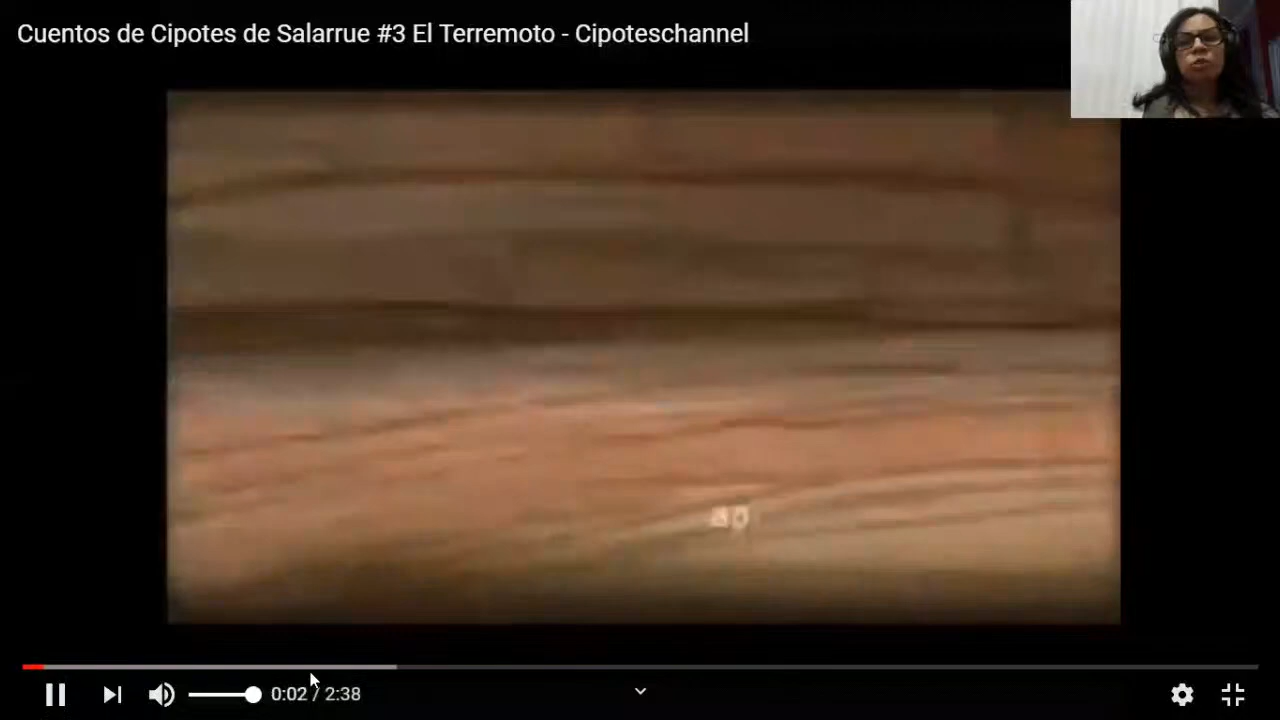 Cuentos de Cipotes de Salarrue #3 El Terremoto - Cipoteschannel
0:02 / 2:38